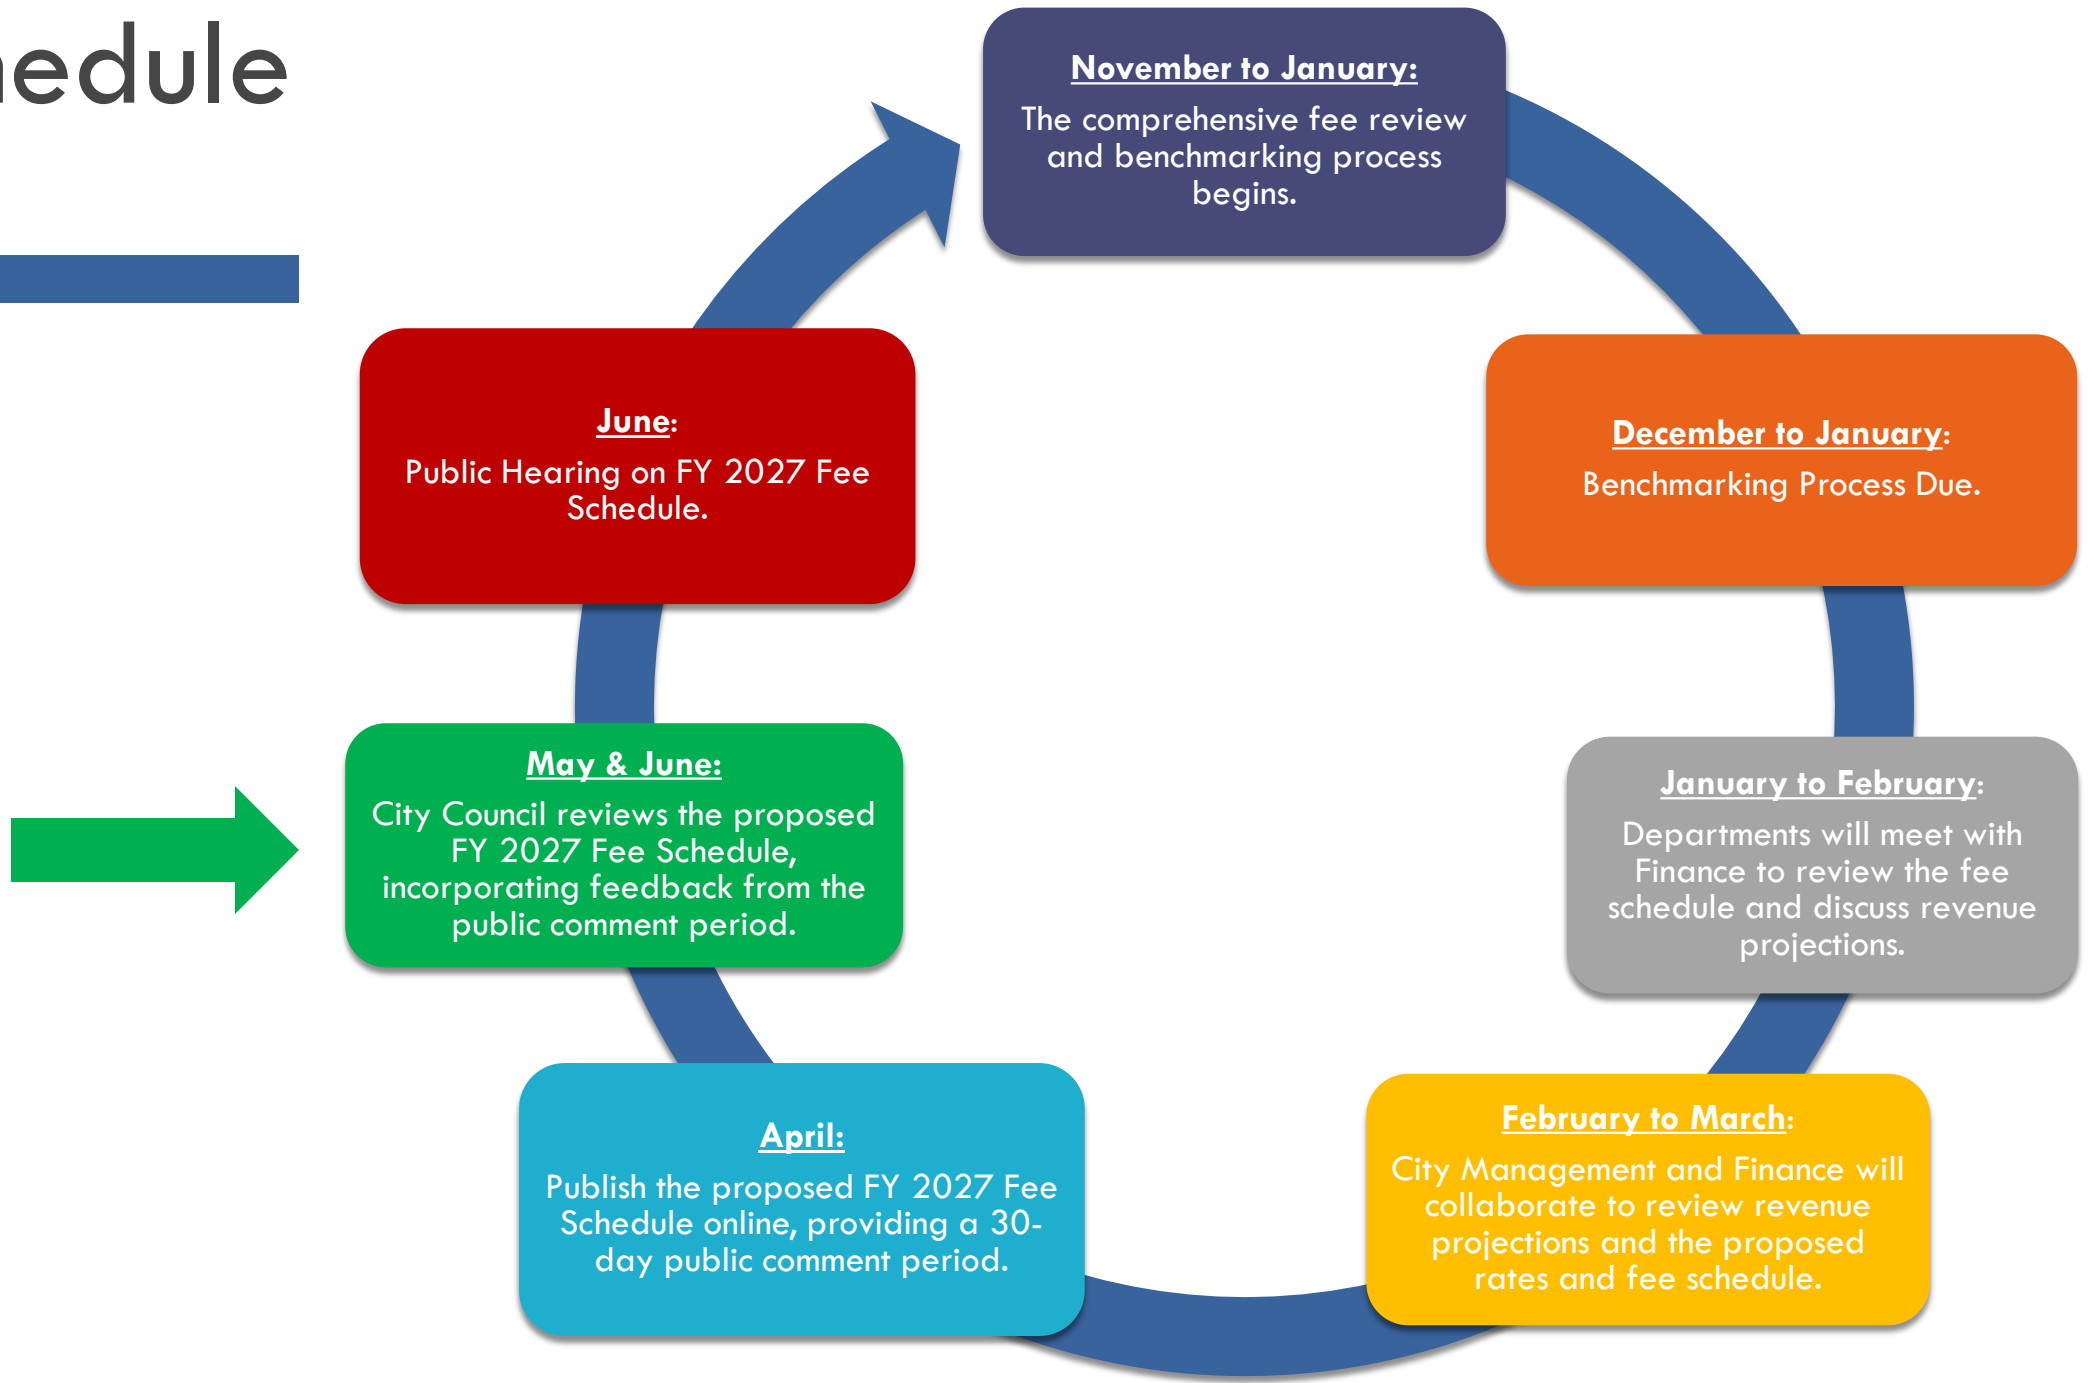 hedule
November to January:
The comprehensive fee review
and benchmarking process
begins.
December to January:
Benchmarking Process Due.
January to February:
Departments will meet with
Finance to review the fee
schedule and discuss revenue
projections.
February to March:
City Management and Finance will
collaborate to review revenue
projections and the proposed
rates and fee schedule.
April:
Publish the proposed FY 2027 Fee
Schedule online, providing a 30-
day public comment period.
May & June:
City Council reviews the proposed
FY 2027 Fee Schedule,
incorporating feedback from the
public comment period.
June:
Public Hearing on FY 2027 Fee
Schedule.